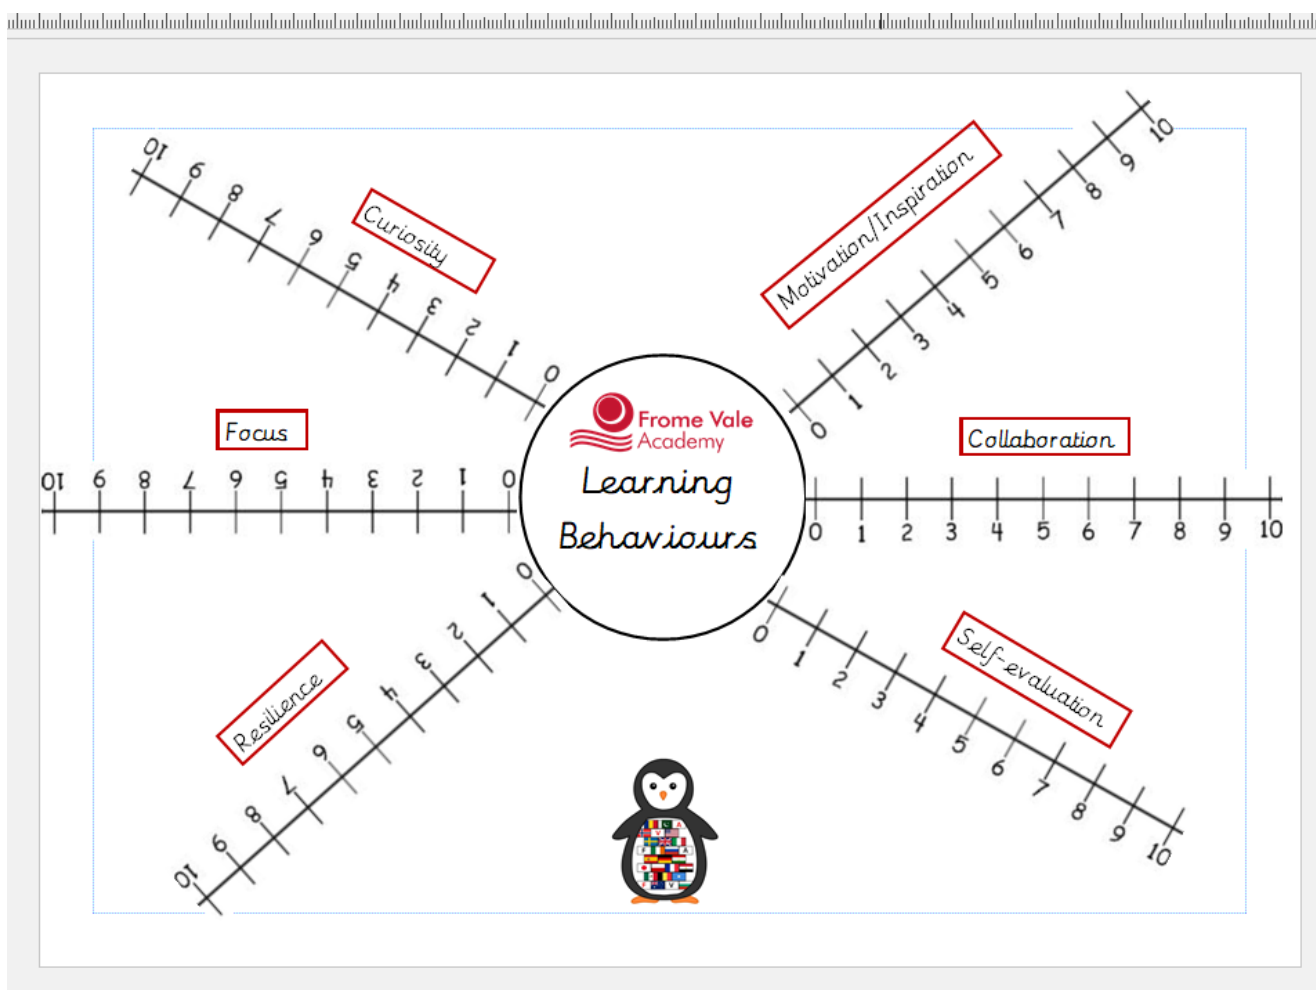 Frome Vale
Academy
Learning
Behaviours
Curiosity
10 9 8 7 6 5 4 3 2 1 0
Motivation/Inspiration
0 1 2 3 4 5 6 7 8 9 10
Focus
10 9 8 7 6 5 4 3 2 1 0
Collaboration
0 1 2 3 4 5 6 7 8 9 10
Resilience
10 9 8 7 6 5 4 3 2 1 0
Self-evaluation
0 1 2 3 4 5 6 7 8 9 10